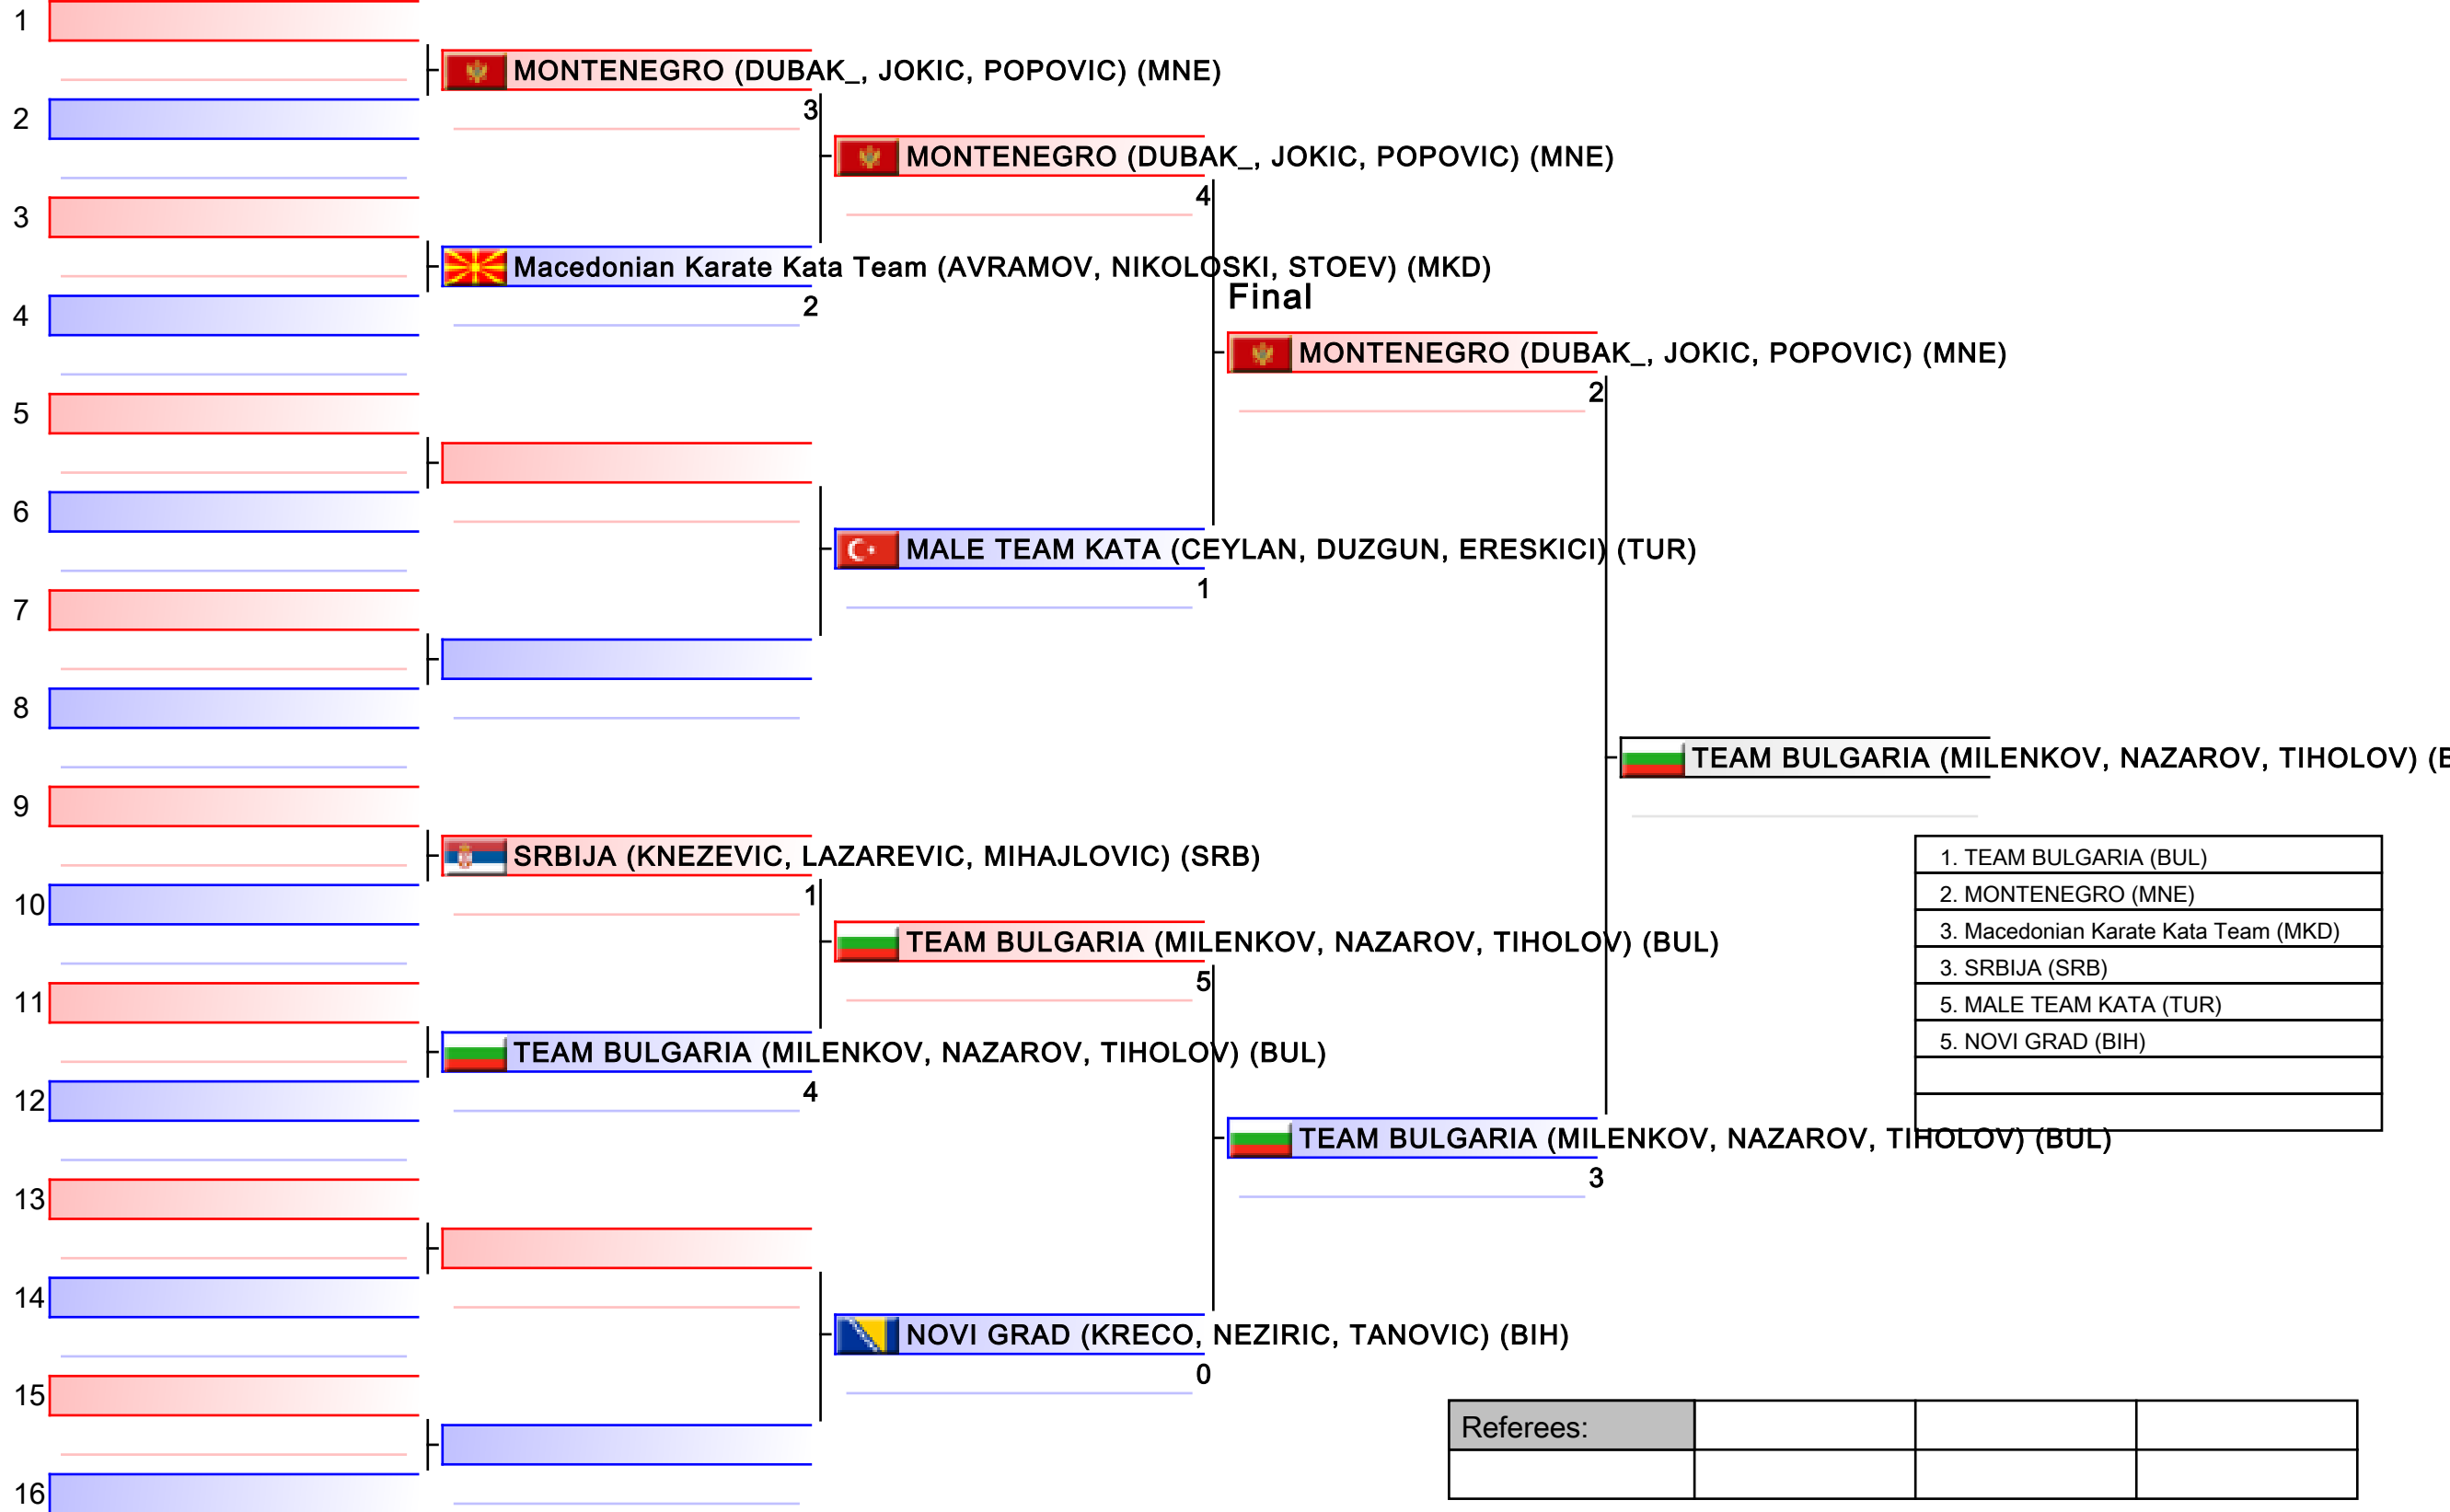 1
MONTENEGRO (DUBAK_, JOKIC, POPOVIC) (MNE)
3
2
MONTENEGRO (DUBAK_, JOKIC, POPOVIC) (MNE)
4
3
Macedonian Karate Kata Team (AVRAMOV, NIKOLOSKI, STOEV) (MKD)
2
4
Final
MONTENEGRO (DUBAK_, JOKIC, POPOVIC) (MNE)
2
5
6
MALE TEAM KATA (CEYLAN, DUZGUN, ERESKICI) (TUR)
1
7
8
TEAM BULGARIA (MILENKOV, NAZAROV, TIHOLOV) (B
9
SRBIJA (KNEZEVIC, LAZAREVIC, MIHAJLOVIC) (SRB)
1
10
1. TEAM BULGARIA (BUL)
2. MONTENEGRO (MNE)
3. Macedonian Karate Kata Team (MKD)
3. SRBIJA (SRB)
5. MALE TEAM KATA (TUR)
5. NOVI GRAD (BIH)
TEAM BULGARIA (MILENKOV, NAZAROV, TIHOLOV) (BUL)
5
11
TEAM BULGARIA (MILENKOV, NAZAROV, TIHOLOV) (BUL)
4
12
TEAM BULGARIA (MILENKOV, NAZAROV, TIHOLOV) (BUL)
3
13
14
NOVI GRAD (KRECO, NEZIRIC, TANOVIC) (BIH)
0
15
Referees:
16